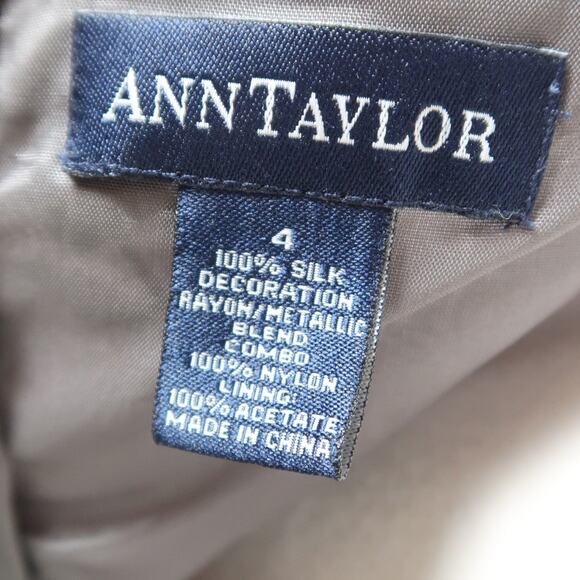 ANNTAYLOR
4
100% SILK
DECORATION
RAYON/METALLIC
BLEND
COMBO
100% NYLON
LINING:
100% ACETATE
MADE IN CHINA